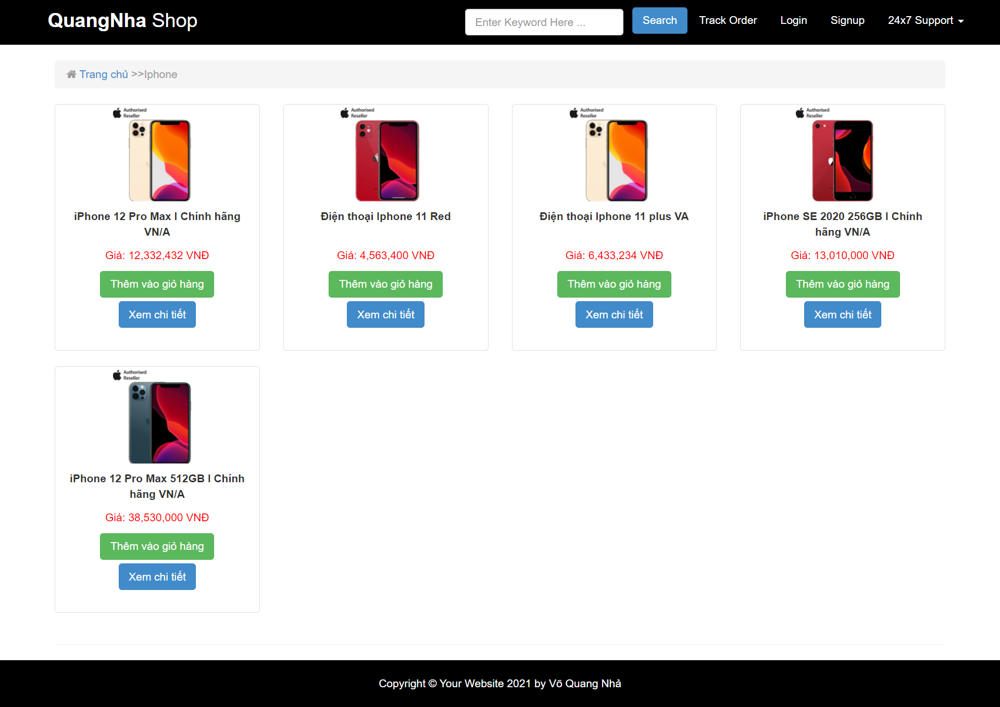 QuangNha Shop
Enter Keyword Here ...
Search
Track Order
Login
Signup
24x7 Support
Trang chủ >>Iphone
Authorised
Reseller
iPhone 12 Pro Max I Chính hãng
VN/A
Giá: 12,332,432 VNĐ
Thêm vào giỏ hàng
Xem chi tiết
Authorised
Reseller
Điện thoại Iphone 11 Red
Giá: 4,563,400 VNĐ
Thêm vào giỏ hàng
Xem chi tiết
Authorised
Reseller
Điện thoại Iphone 11 plus VA
Giá: 6,433,234 VNĐ
Thêm vào giỏ hàng
Xem chi tiết
Authorised
Reseller
iPhone SE 2020 256GB I Chính
hãng VN/A
Giá: 13,010,000 VNĐ
Thêm vào giỏ hàng
Xem chi tiết
Authorised
Reseller
iPhone 12 Pro Max 512GB I Chính
hãng VN/A
Giá: 38,530,000 VNĐ
Thêm vào giỏ hàng
Xem chi tiết
Copyright © Your Website 2021 by Võ Quang Nhả